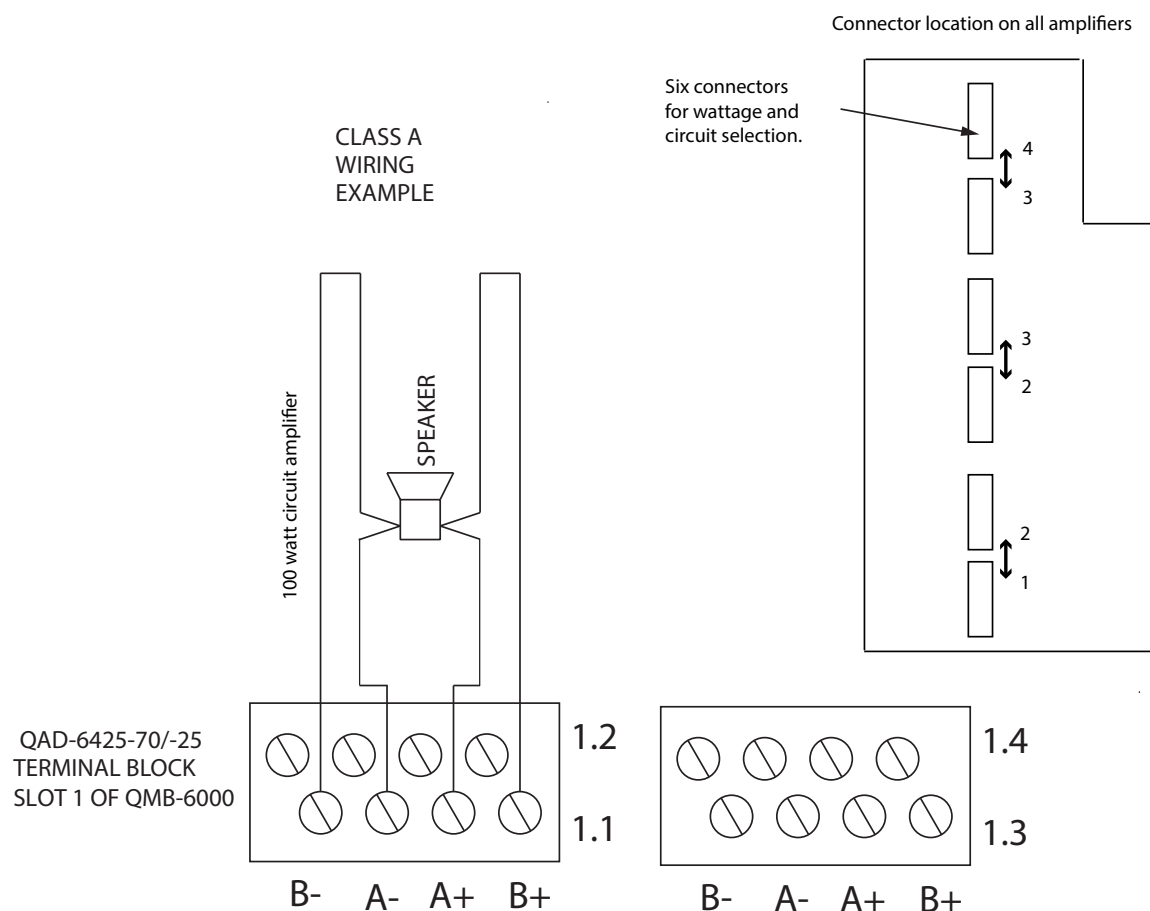 Connector location on all amplifiers
Six connectors
for wattage and
circuit selection.
4
3
3
2
2
1
CLASS A
WIRING
EXAMPLE
100 watt circuit amplifier
SPEAKER
QAD-6425-70/-25
TERMINAL BLOCK
SLOT 1 OF QMB-6000
1.2
1.1
B- A- A+ B+
1.4
1.3
B- A- A+ B+